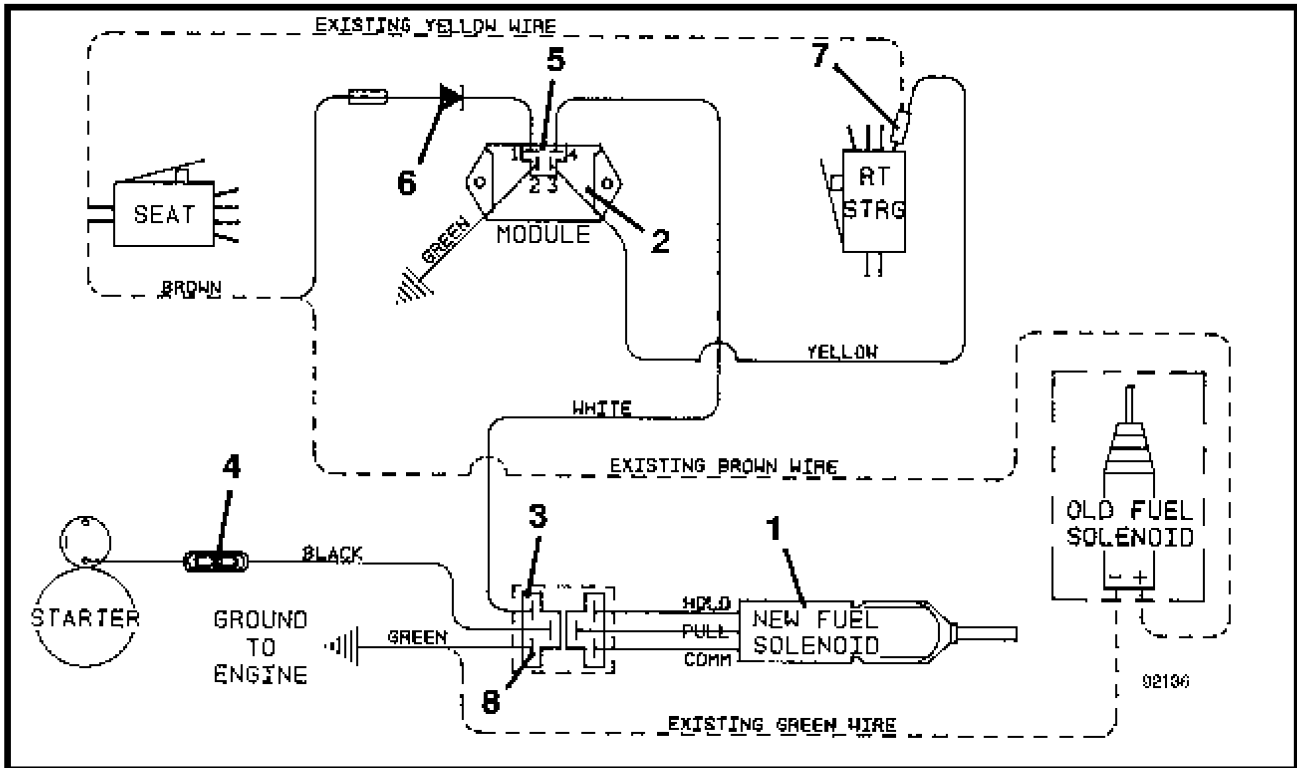 EXISTING YELLOW WIRE
5
7
6
1 4
2 3
RT
STRG
SEAT
GREEN
MODULE
2
BROWN
YELLOW
WHITE
EXISTING BROWN WIRE
4
3
1
OLD FUEL
SOLENOID
- +
BLACK
STARTER
GROUND
TO
ENGINE
GREEN
HOLD
PULL
COMM
NEW FUEL
SOLENOID
8
92136
EXISTING GREEN WIRE